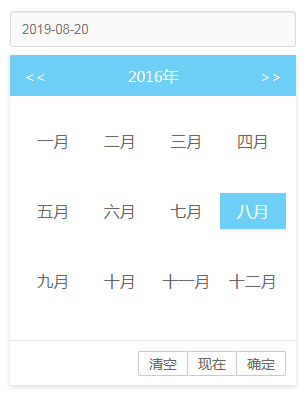 2019-08-20
<< 2016年 >>
一月 二月 三月 四月
五月 六月 七月 八月
九月 十月 十一月 十二月
清空 现在 确定